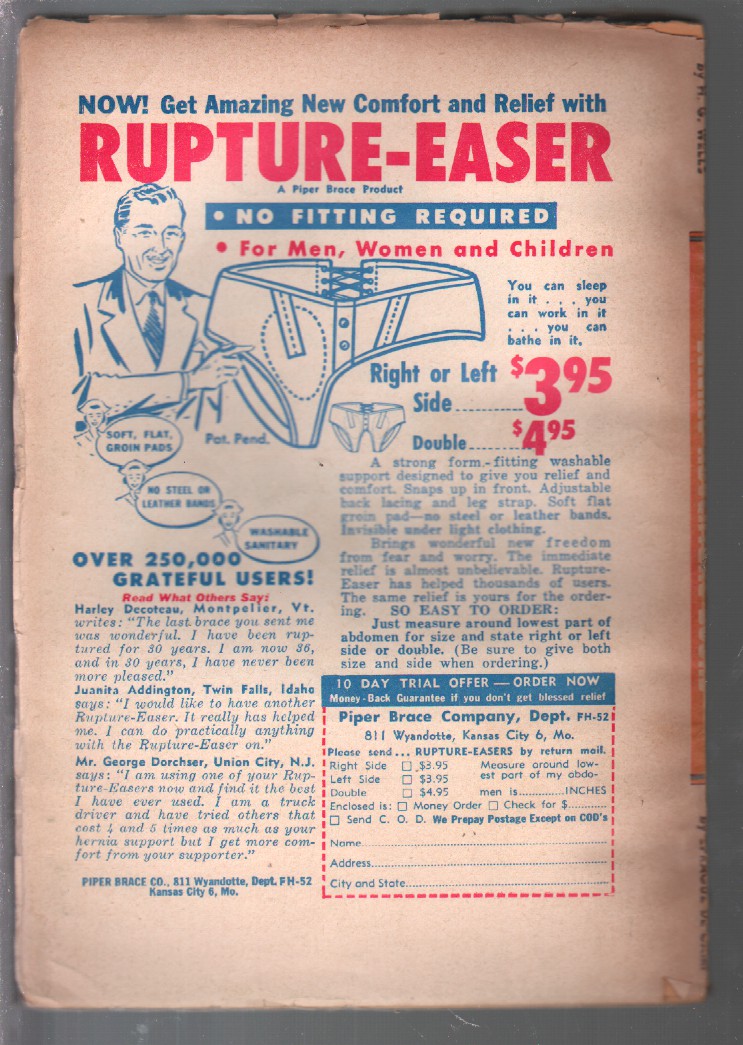 NOW! Get Amazing New Comfort and Relief with
RUPTURE-EASER
A Piper Brace Product
• NO FITTING REQUIRED
• For Men, Women and Children
You can sleep
in it . . . you
can work in it
. . . you can
bathe in it.
Right or Left
Side.......... $3.95
Double....... $4.95
Pat. Pend.
SOFT, FLAT,
GROIN PADS
NO STEEL OR
LEATHER BANDS
WASHABLE
SANITARY
A strong form-fitting washable
support designed to give you relief and
comfort. Snaps up in front. Adjustable
back lacing and leg strap. Soft flat
groin pad—no steel or leather bands.
Invisible under light clothing.
Brings wonderful new freedom
from fear and worry. The immediate
relief is almost unbelievable. Rupture-
Easer has helped thousands of users.
The same relief is yours for the order-
ing. SO EASY TO ORDER:
Just measure around lowest part of
abdomen for size and state right or left
side or double. (Be sure to give both
size and side when ordering.)
OVER 250,000
GRATEFUL USERS!
Read What Others Say:
Harley Decoteau, Montpelier, Vt.
writes: "The last brace you sent me
was wonderful. I have been rup-
tured for 30 years. I am now 36,
and in 30 years, I have never been
more pleased."
Juanita Addington, Twin Falls, Idaho
says: "I would like to have another
Rupture-Easer. It really has helped
me. I can do practically anything
with the Rupture-Easer on."
Mr. George Dorchser, Union City, N.J.
says: "I am using one of your Rup-
ture-Easers now and find it the best
I have ever used. I am a truck
driver and have tried others that
cost 4 and 5 times as much as your
hernia support but I get more com-
fort from your supporter."
PIPER BRACE CO., 811 Wyandotte, Dept. FH-52
Kansas City 6, Mo.
10 DAY TRIAL OFFER — ORDER NOW
Money-Back Guarantee if you don't get blessed relief
Piper Brace Company, Dept. FH-52
811 Wyandotte, Kansas City 6, Mo.
Please send... RUPTURE-EASERS by return mail.
Right Side □ $3.95
Left Side □ $3.95
Double □ $4.95
Measure around low-
est part of my abdo-
men is............INCHES
Enclosed is: □ Money Order □ Check for $..........
□ Send C. O. D. We Prepay Postage Except on COD's
Name
Address
City and State
by H. G. WELLS